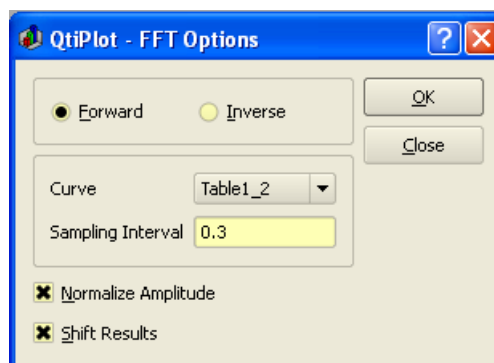 QtiPlot - FFT Options
Forward Inverse
OK
Close
Curve Table1_2
Sampling Interval 0.3
Normalize Amplitude
Shift Results